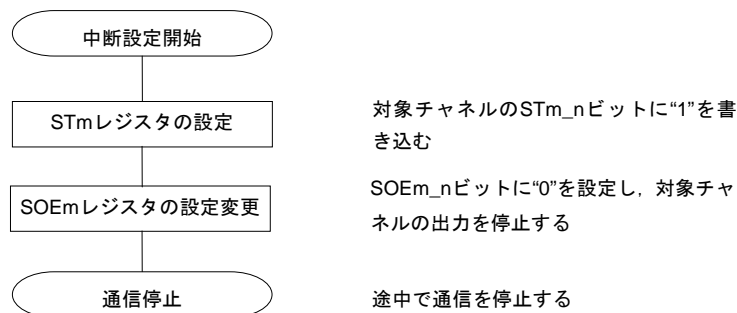 中断設定開始
STmレジスタの設定
対象チャネルのSTm_nビットに“1”を書
き込む
SOEmレジスタの設定変更
SOEm_nビットに“0”を設定し，対象チャ
ネルの出力を停止する
通信停止
途中で通信を停止する